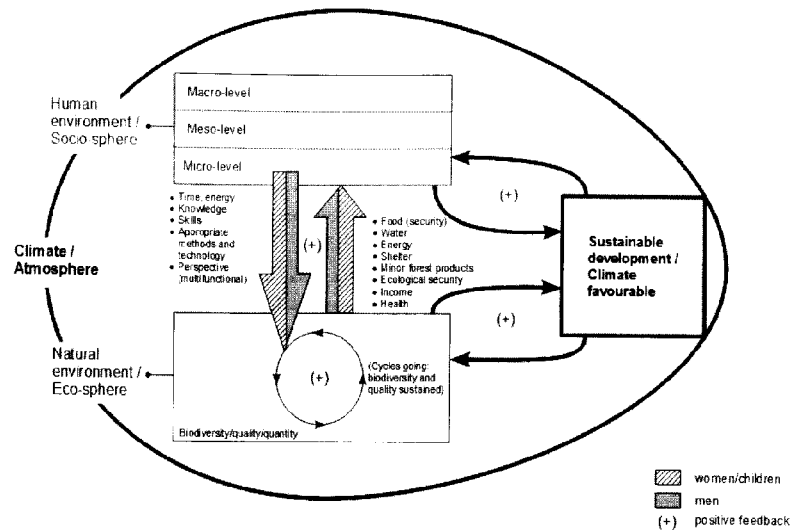 Macro-level
Human
environment /
Socio-sphere
Meso-level
Micro-level
• Time, energy
• Knowledge
• Skills
• Appropriate
methods and
technology
• Perspective
(multifunctional)
(+)
• Food (security)
• Water
• Energy
• Shelter
• Minor forest products
• Ecological security
• Income
• Health
(+)
Climate /
Atmosphere
Sustainable
development /
Climate
favourable
(+)
Natural
environment /
Eco-sphere
(+)
(Cycles going:
biodiversity and
quality sustained)
Biodiversity/quality/quantity
women/children
men
(+) positive feedback